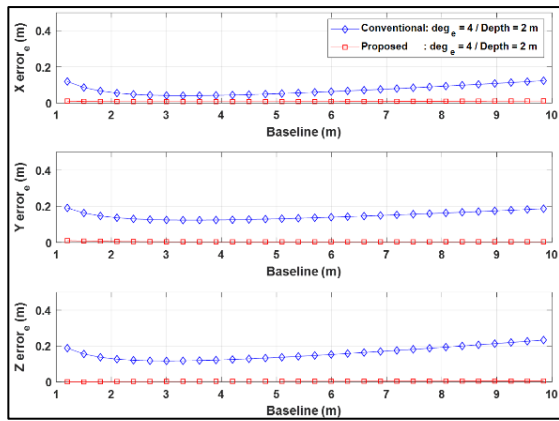 Conventional: deg_e = 4 / Depth = 2 m
Proposed : deg_e = 4 / Depth = 2 m
X error_e (m)
0.4
0.2
0
1 2 3 4 5 6 7 8 9 10
Baseline (m)
Y error_e (m)
0.4
0.2
0
1 2 3 4 5 6 7 8 9 10
Baseline (m)
Z error_e (m)
0.4
0.2
0
1 2 3 4 5 6 7 8 9 10
Baseline (m)